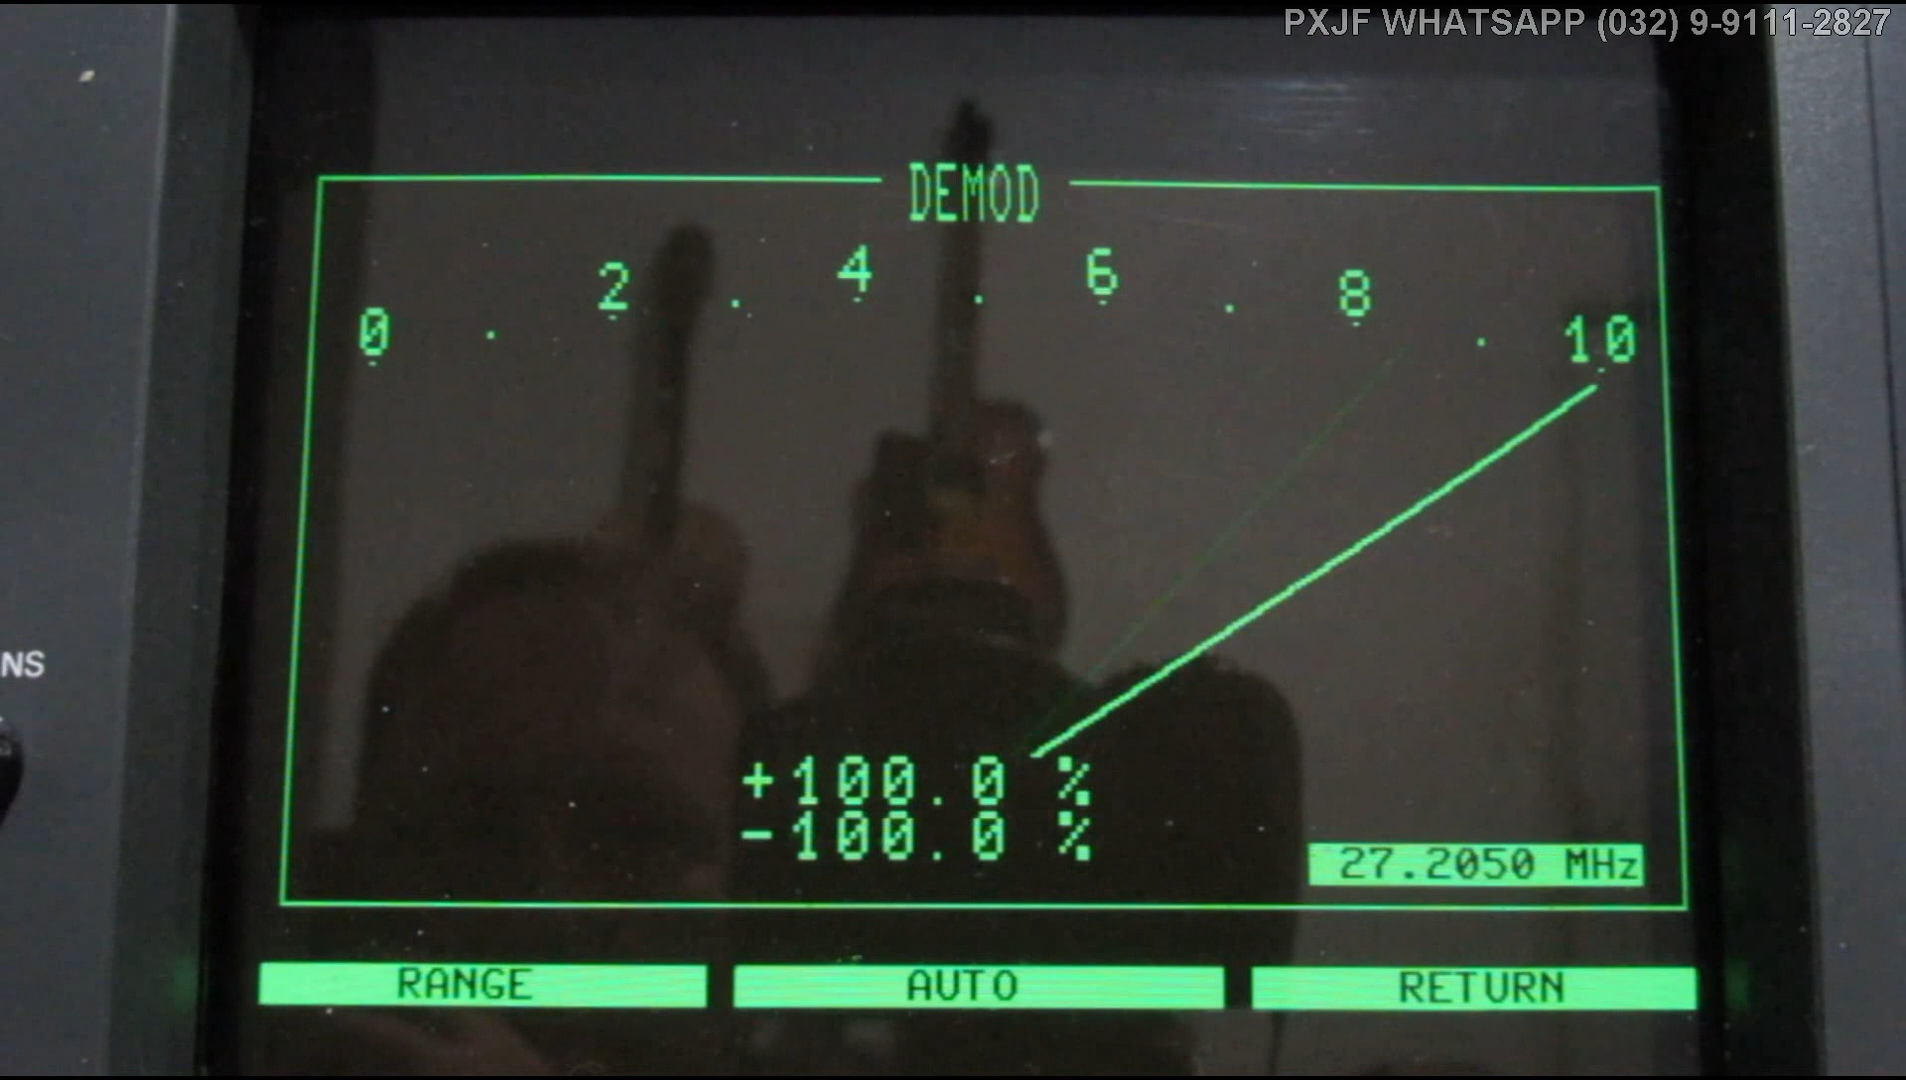 PXJF WHATSAPP (032) 9-9111-2827
DEMOD
0 2 4 6 8 10
NS
+100.0 %
-100.0 %
27.2050 MHz
RANGE AUTO RETURN